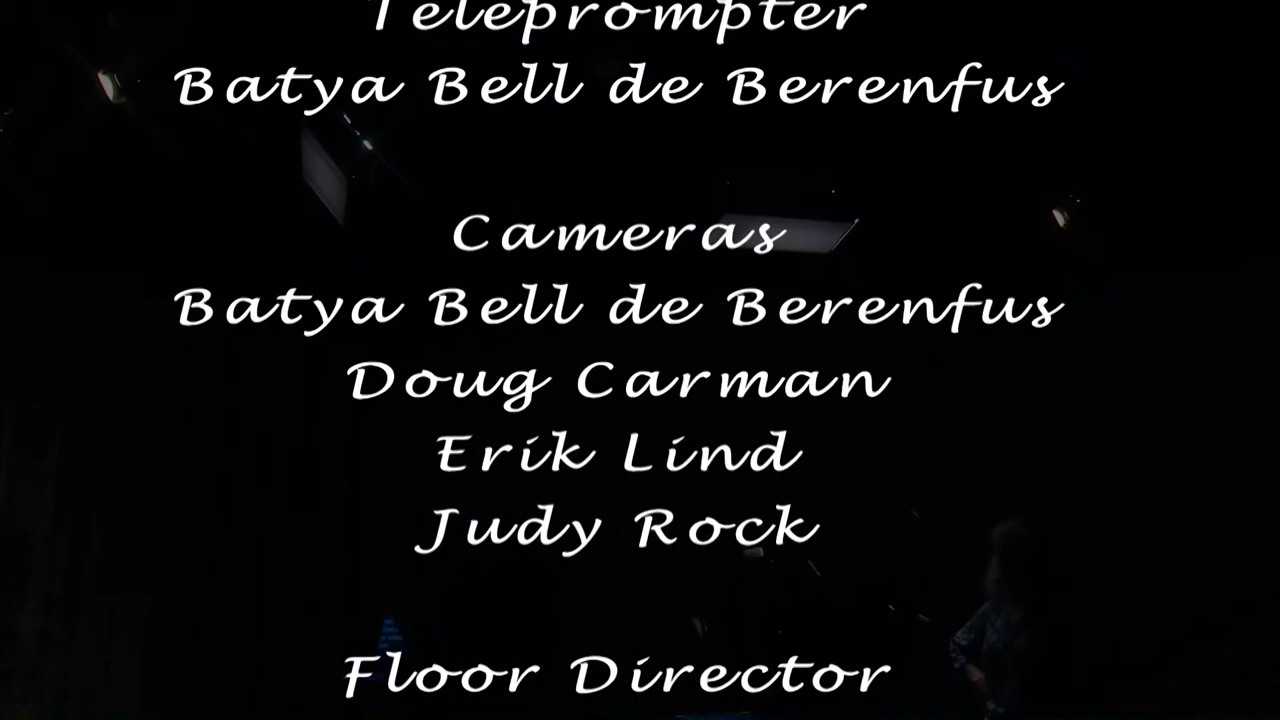 Teleprompter
Batya Bell de Berenfus
Cameras
Batya Bell de Berenfus
Doug Carman
Erik Lind
Judy Rock
Floor Director